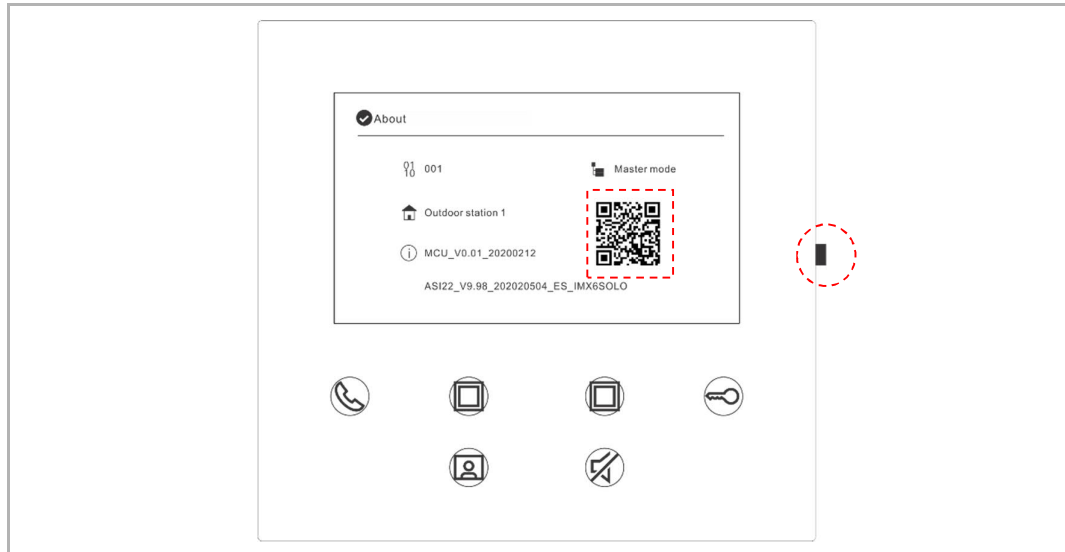 About
01
10
001
Master mode
Outdoor station 1
MCU_V0.01_20200212
ASI22_V9.98_202020504_ES_IMX6SOLO